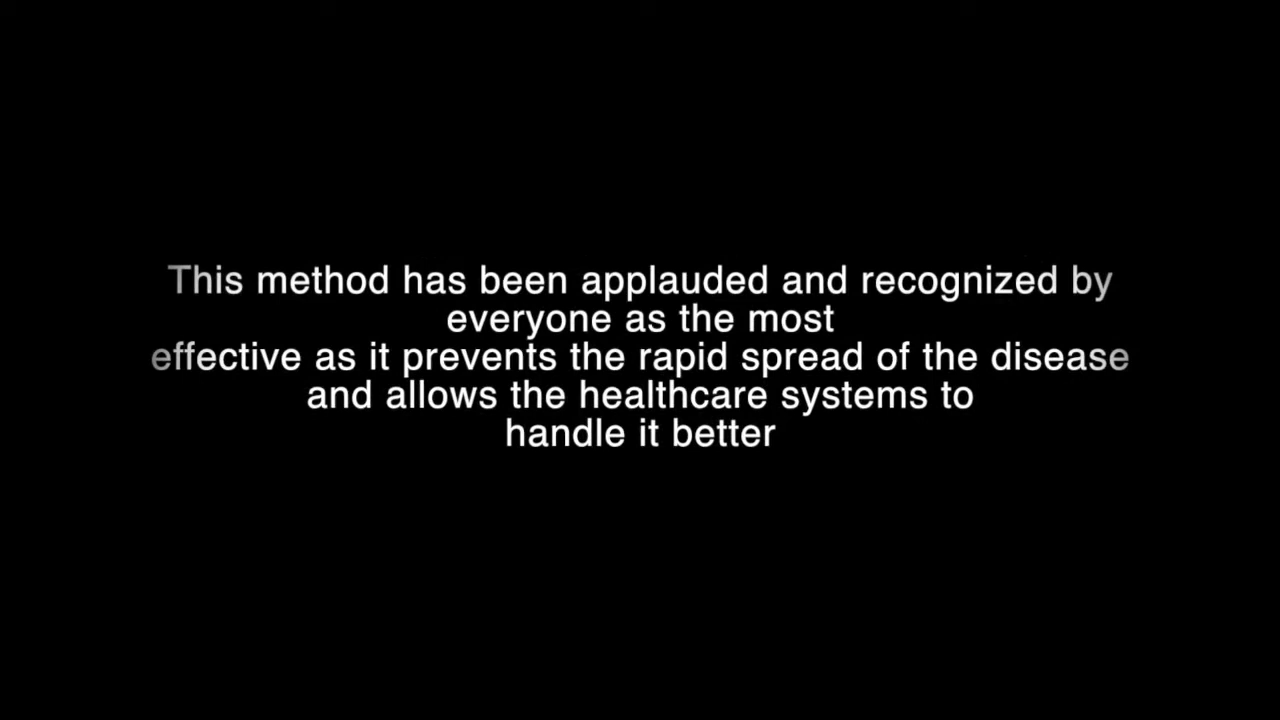 This method has been applauded and recognized by
everyone as the most
effective as it prevents the rapid spread of the disease
and allows the healthcare systems to
handle it better